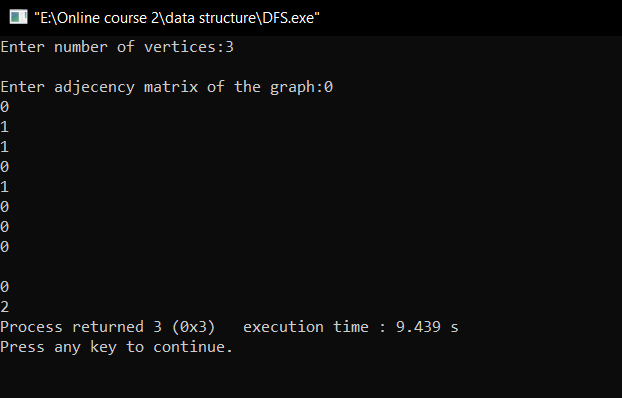 "E:\Online course 2\data structure\DFS.exe"
Enter number of vertices:3
Enter adjecency matrix of the graph:0
0
1
1
0
1
0
0
0
0
2
Process returned 3 (0x3)   execution time : 9.439 s
Press any key to continue.